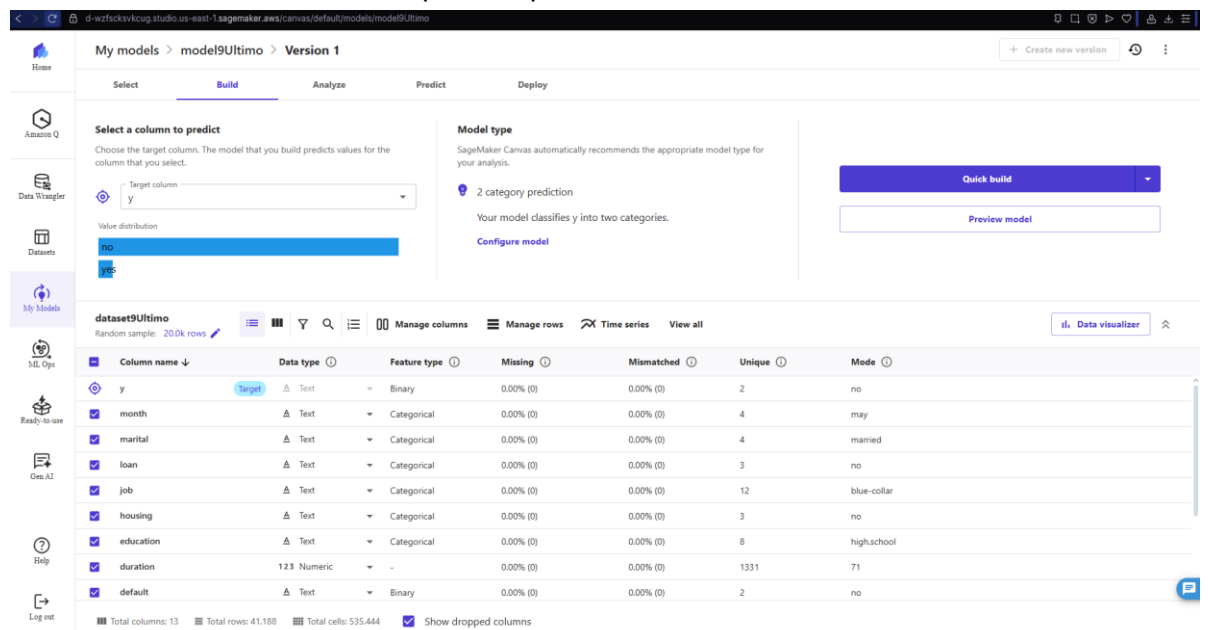 d-wzfscksvkcug.studio.us-east-1.sagemaker.aws/canvas/default/models/model9Ultimo
My models > model9Ultimo > Version 1
+ Create new version
Home
Select Build Analyze Predict Deploy
Amazon Q
Select a column to predict
Choose the target column. The model that you build predicts values for the
column that you select.
Target column
y
Value distribution
no
yes
Model type
SageMaker Canvas automatically recommends the appropriate model type for
your analysis.
2 category prediction
Your model classifies y into two categories.
Configure model
Quick build
Preview model
Data Wrangler
Datasets
My Models
ML Ops
Ready-to-use
Gen AI
Help
Log out
dataset9Ultimo
Random sample: 20.0k rows
Manage columns Manage rows Time series View all
Data visualizer
Column name ↓ Data type Feature type Missing Mismatched Unique Mode
y Target Text Binary 0.00% (0) 0.00% (0) 2 no
month Text Categorical 0.00% (0) 0.00% (0) 4 may
marital Text Categorical 0.00% (0) 0.00% (0) 4 married
loan Text Categorical 0.00% (0) 0.00% (0) 3 no
job Text Categorical 0.00% (0) 0.00% (0) 12 blue-collar
housing Text Categorical 0.00% (0) 0.00% (0) 3 no
education Text Categorical 0.00% (0) 0.00% (0) 8 high.school
duration 123 Numeric - 0.00% (0) 0.00% (0) 1331 71
default Text Binary 0.00% (0) 0.00% (0) 2 no
Total columns: 13 Total rows: 41.188 Total cells: 535.444 Show dropped columns